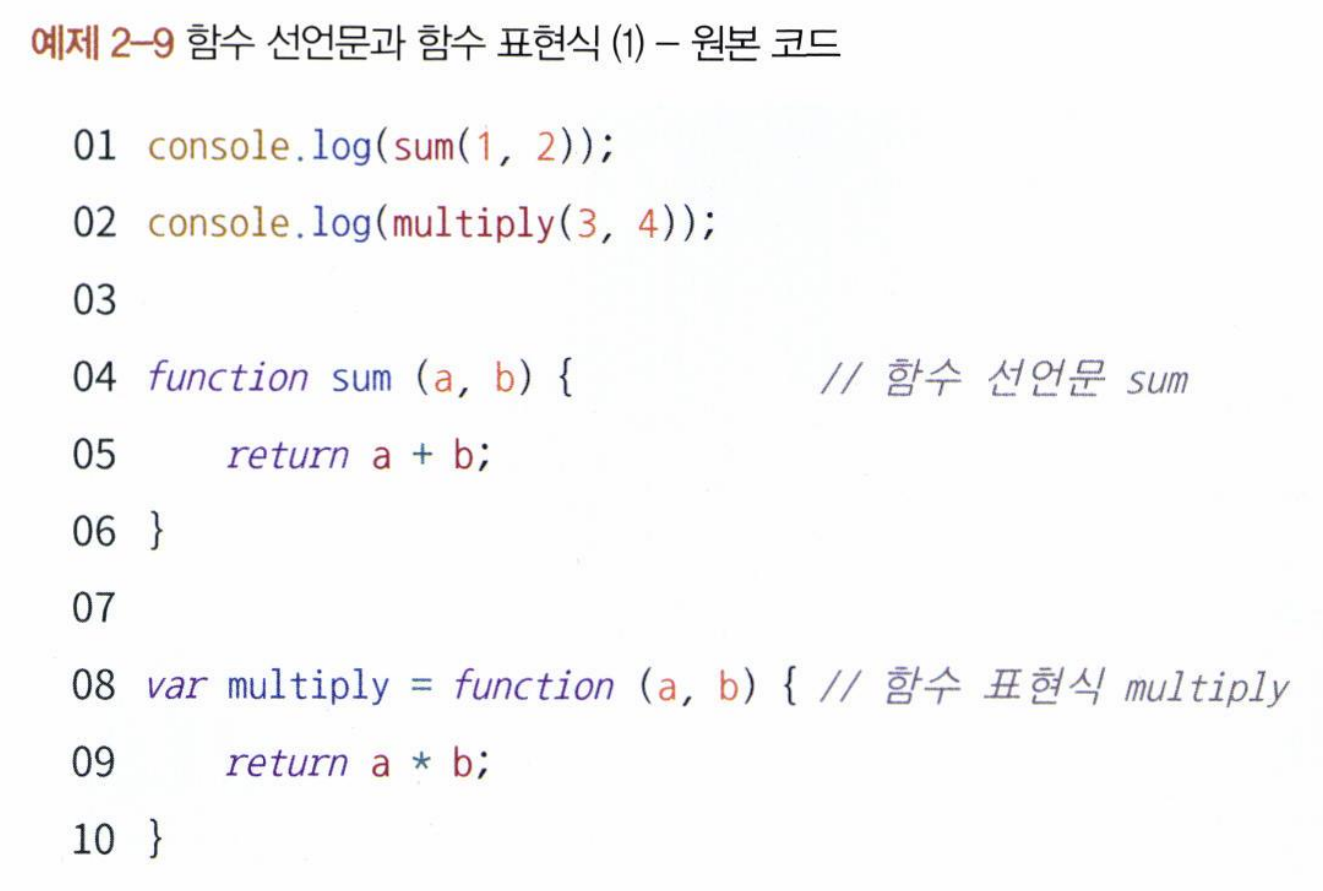 예제 2-9 함수 선언문과 함수 표현식 (1) – 원본 코드
01 console.log(sum(1, 2));
02 console.log(multiply(3, 4));
03
04 function sum (a, b) { // 함수 선언문 sum
05 return a + b;
06 }
07
08 var multiply = function (a, b) { // 함수 표현식 multiply
09 return a * b;
10 }